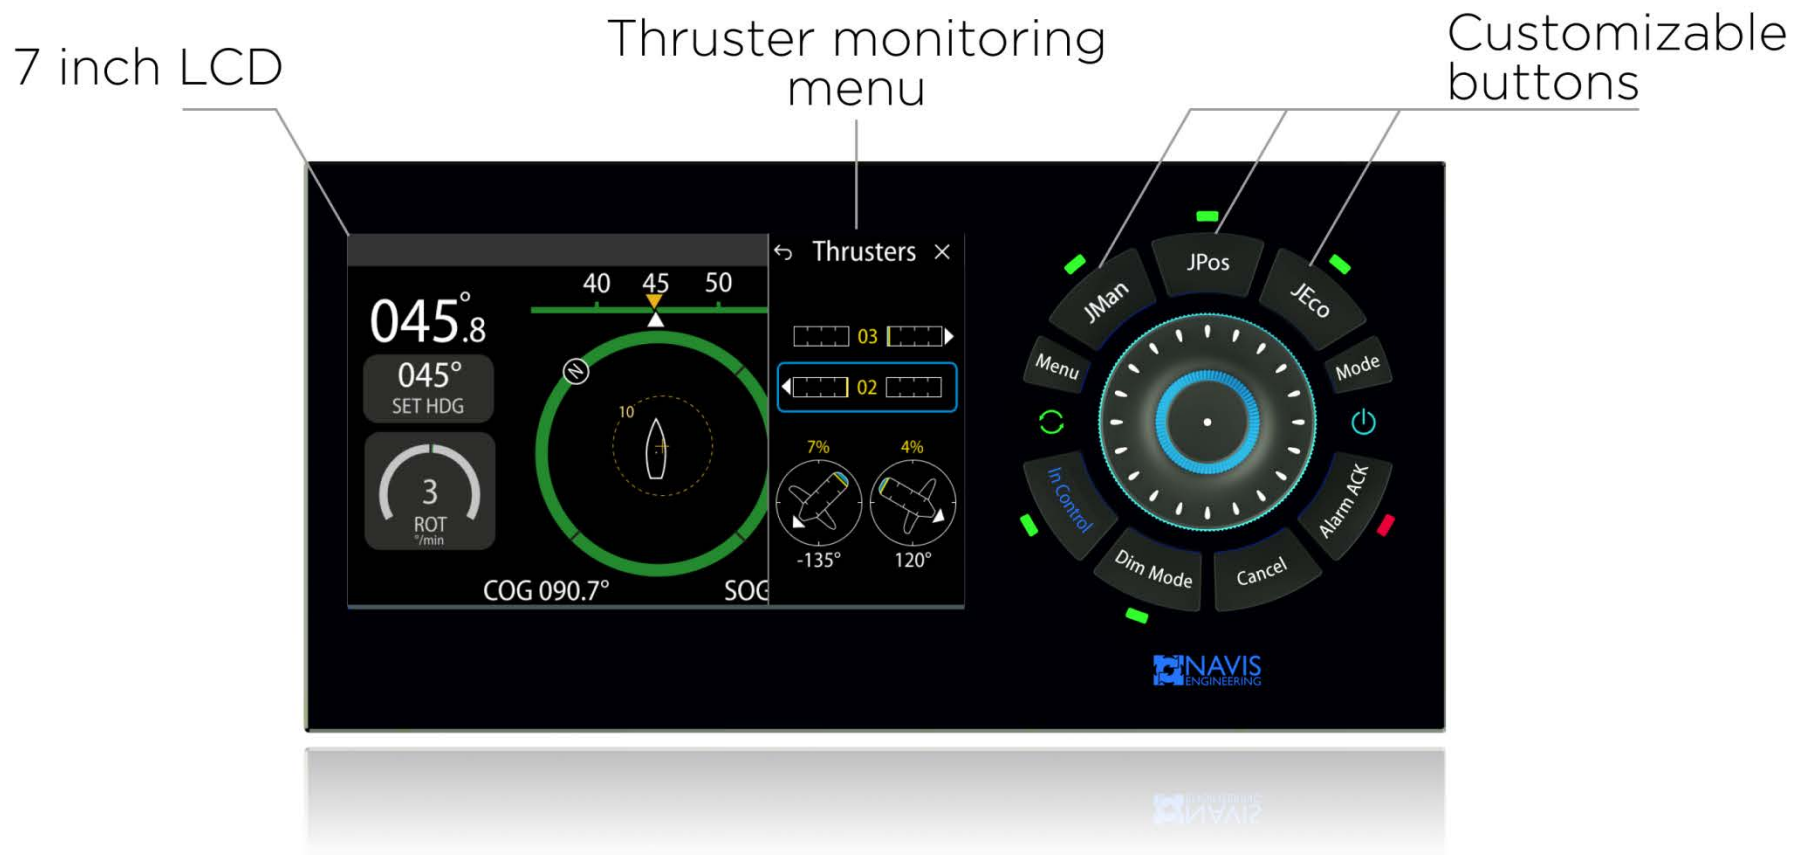 7 inch LCD
Thruster monitoring
menu
Customizable
buttons
40 45 50
045°.8
045°
SET HDG
10
N
3
ROT
°/min
COG 090.7°
SOG
Thrusters
03
02
7% 4%
-135° 120°
JMan
JPos
JEco
Menu
Mode
In Control
Alarm ACK
Dim Mode
Cancel
NAVIS
ENGINEERING